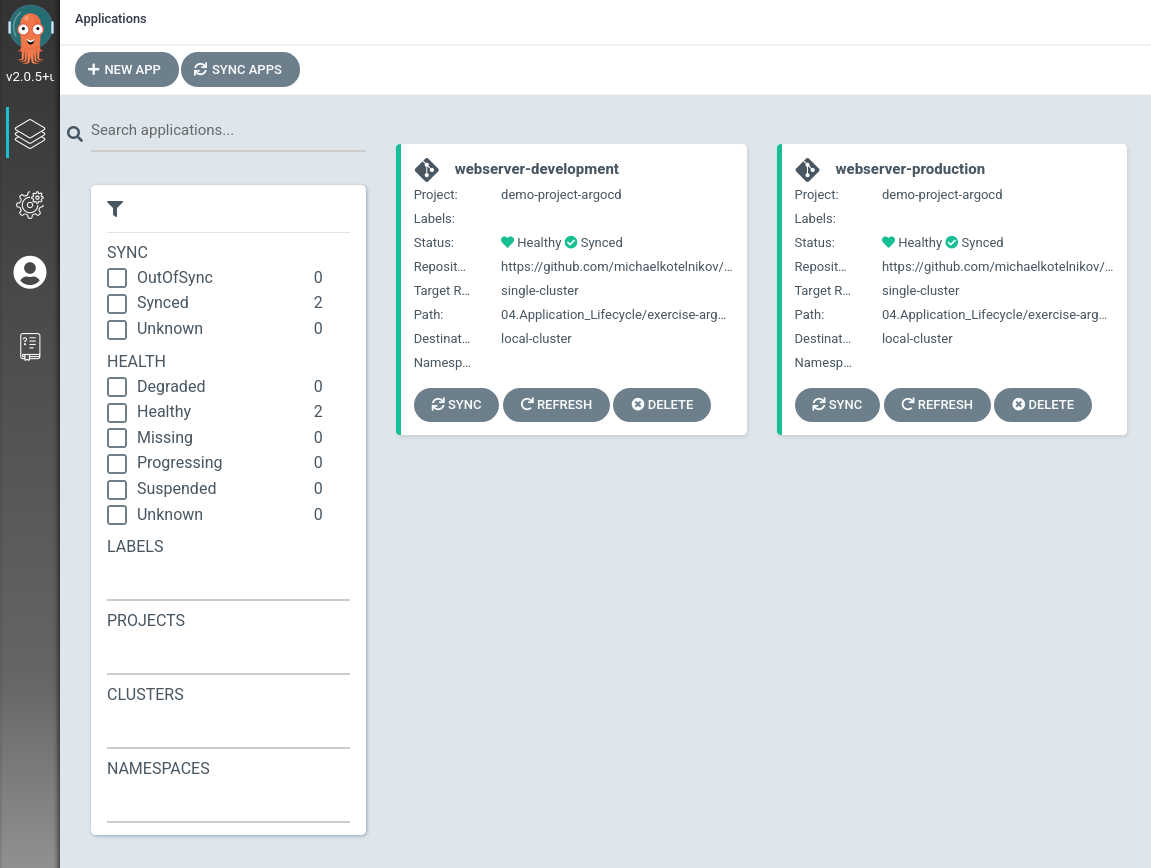 Applications
v2.0.5+
NEW APP
SYNC APPS
Search applications...
SYNC
OutOfSync 0
Synced 2
Unknown 0
HEALTH
Degraded 0
Healthy 2
Missing 0
Progressing 0
Suspended 0
Unknown 0
LABELS
PROJECTS
CLUSTERS
NAMESPACES
webserver-development
Project: demo-project-argocd
Labels:
Status: Healthy Synced
Reposit... https://github.com/michaelkotelnikov/...
Target R... single-cluster
Path: 04.Application_Lifecycle/exercise-arg...
Destinat... local-cluster
Namesp...
SYNC REFRESH DELETE
webserver-production
Project: demo-project-argocd
Labels:
Status: Healthy Synced
Reposit... https://github.com/michaelkotelnikov/...
Target R... single-cluster
Path: 04.Application_Lifecycle/exercise-arg...
Destinat... local-cluster
Namesp...
SYNC REFRESH DELETE